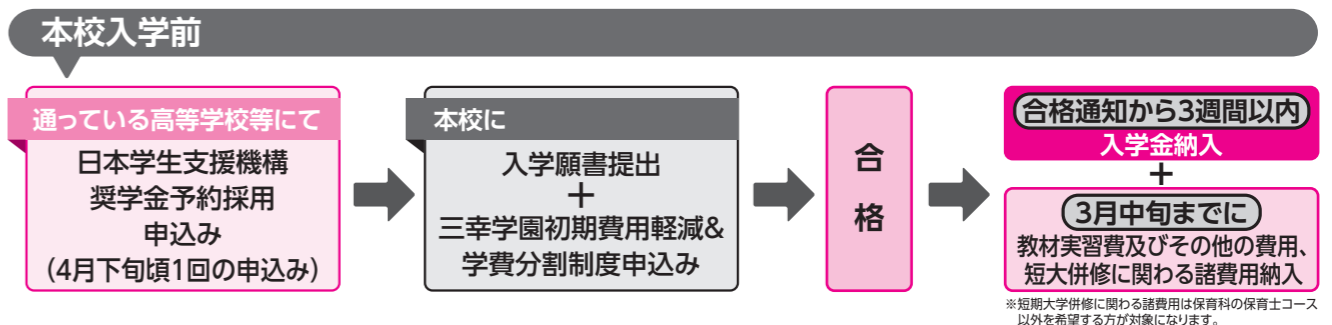 本校入学前
通っている高等学校等にて
日本学生支援機構
奨学金予約採用
申込み
(4月下旬頃1回の申込み)
本校に
入学願書提出
+
三幸学園初期費用軽減&
学費分割制度申込み
合
格
合格通知から3週間以内
入学金納入
+
3月中旬までに
教材実習費及びその他の費用、
短大併修に関わる諸費用納入
※短期大学併修に関わる諸費用は保育科の保育士コース
以外を希望する方が対象になります。